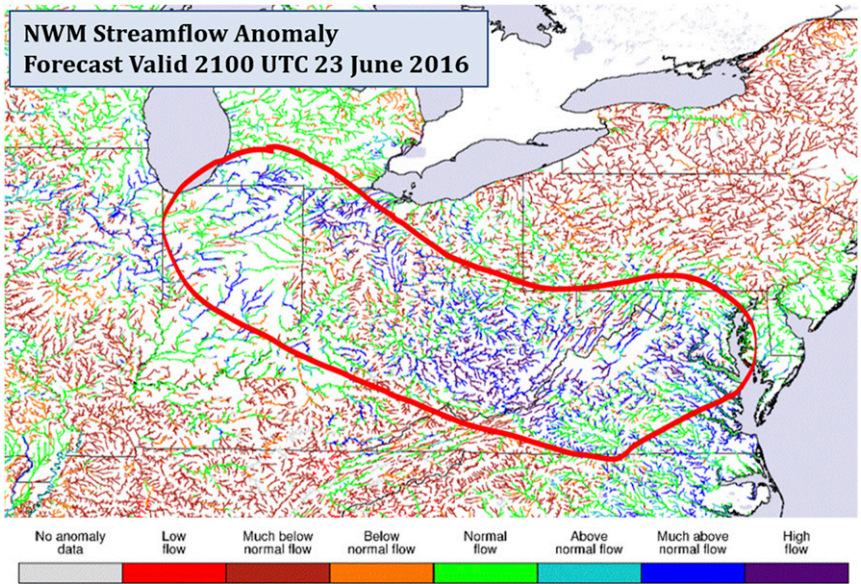 NWM Streamflow Anomaly
Forecast Valid 2100 UTC 23 June 2016
No anomaly
data
Low
flow
Much below
normal flow
Below
normal flow
Normal
flow
Above
normal flow
Much above
normal flow
High
flow